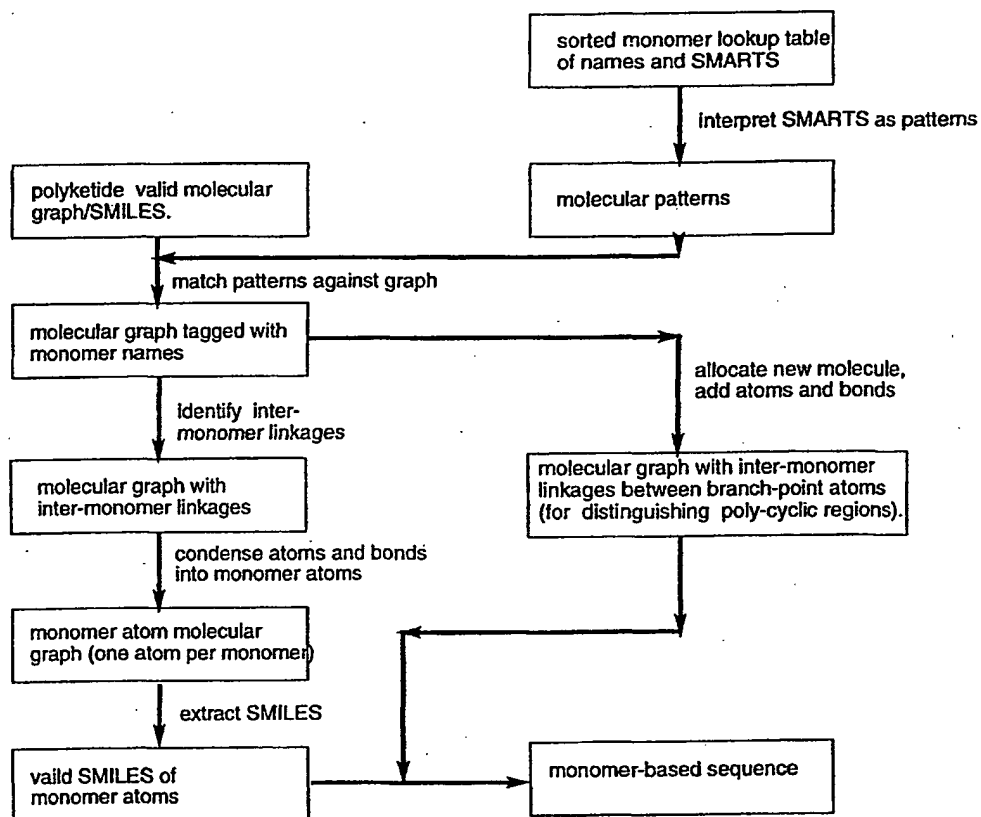 sorted monomer lookup table
of names and SMARTS
interpret SMARTS as patterns
polyketide valid molecular
graph/SMILES.
molecular patterns
match patterns against graph
molecular graph tagged with
monomer names
allocate new molecule,
add atoms and bonds
identify inter-
monomer linkages
molecular graph with
inter-monomer linkages
molecular graph with inter-monomer
linkages between branch-point atoms
(for distinguishing poly-cyclic regions).
condense atoms and bonds
into monomer atoms
monomer atom molecular
graph (one atom per monomer)
extract SMILES
vaild SMILES of
monomer atoms
monomer-based sequence